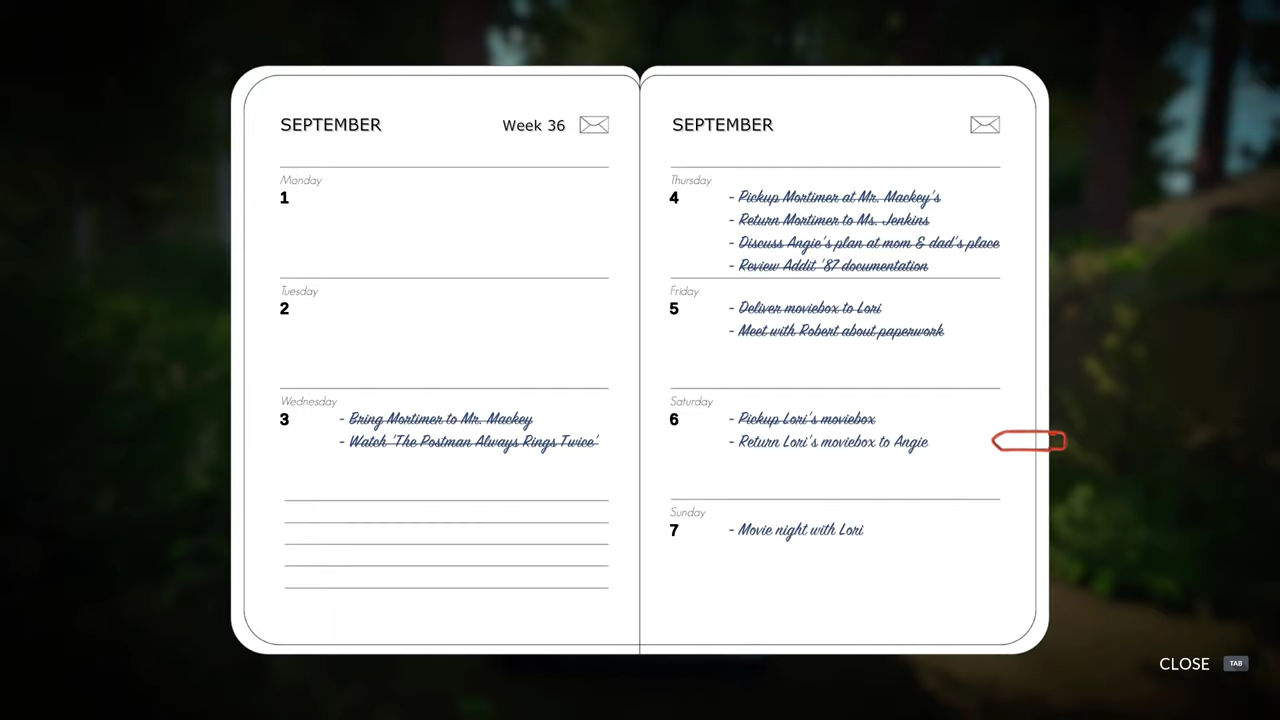 SEPTEMBER
Week 36
Monday
1
Tuesday
2
Wednesday
3
- Bring Mortimer to Mr. Mackey
- Watch 'The Postman Always Rings Twice'
SEPTEMBER
Thursday
4
- Pickup Mortimer at Mr. Mackey's
- Return Mortimer to Ms. Jenkins
- Discuss Angie's plan at mom & dad's place
- Review Addit '87 documentation
Friday
5
- Deliver moviebox to Lori
- Meet with Robert about paperwork
Saturday
6
- Pickup Lori's moviebox
- Return Lori's moviebox to Angie
Sunday
7
- Movie night with Lori
CLOSE TAB